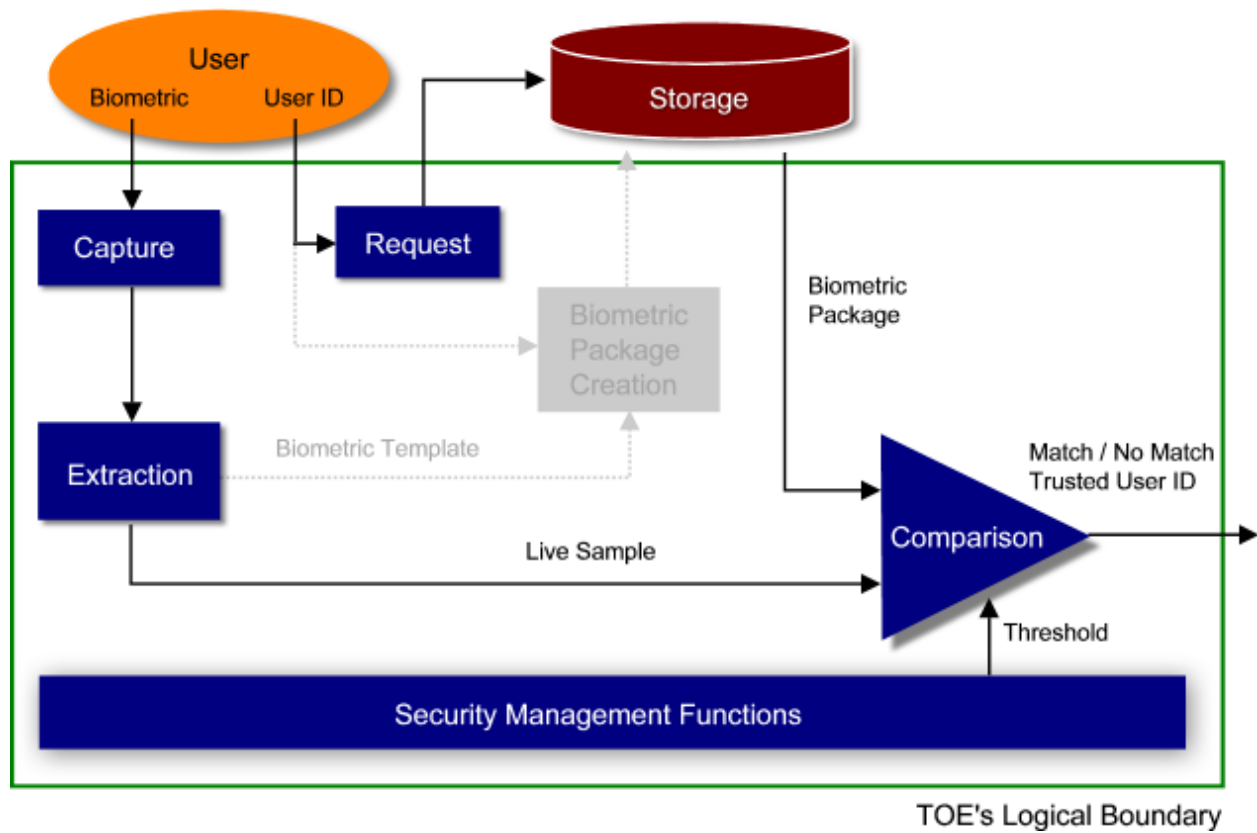 User
Biometric
User ID
Storage
Capture
Request
Biometric
Package
Creation
Biometric
Package
Extraction
Biometric Template
Match / No Match
Trusted User ID
Comparison
Live Sample
Threshold
Security Management Functions
TOE's Logical Boundary